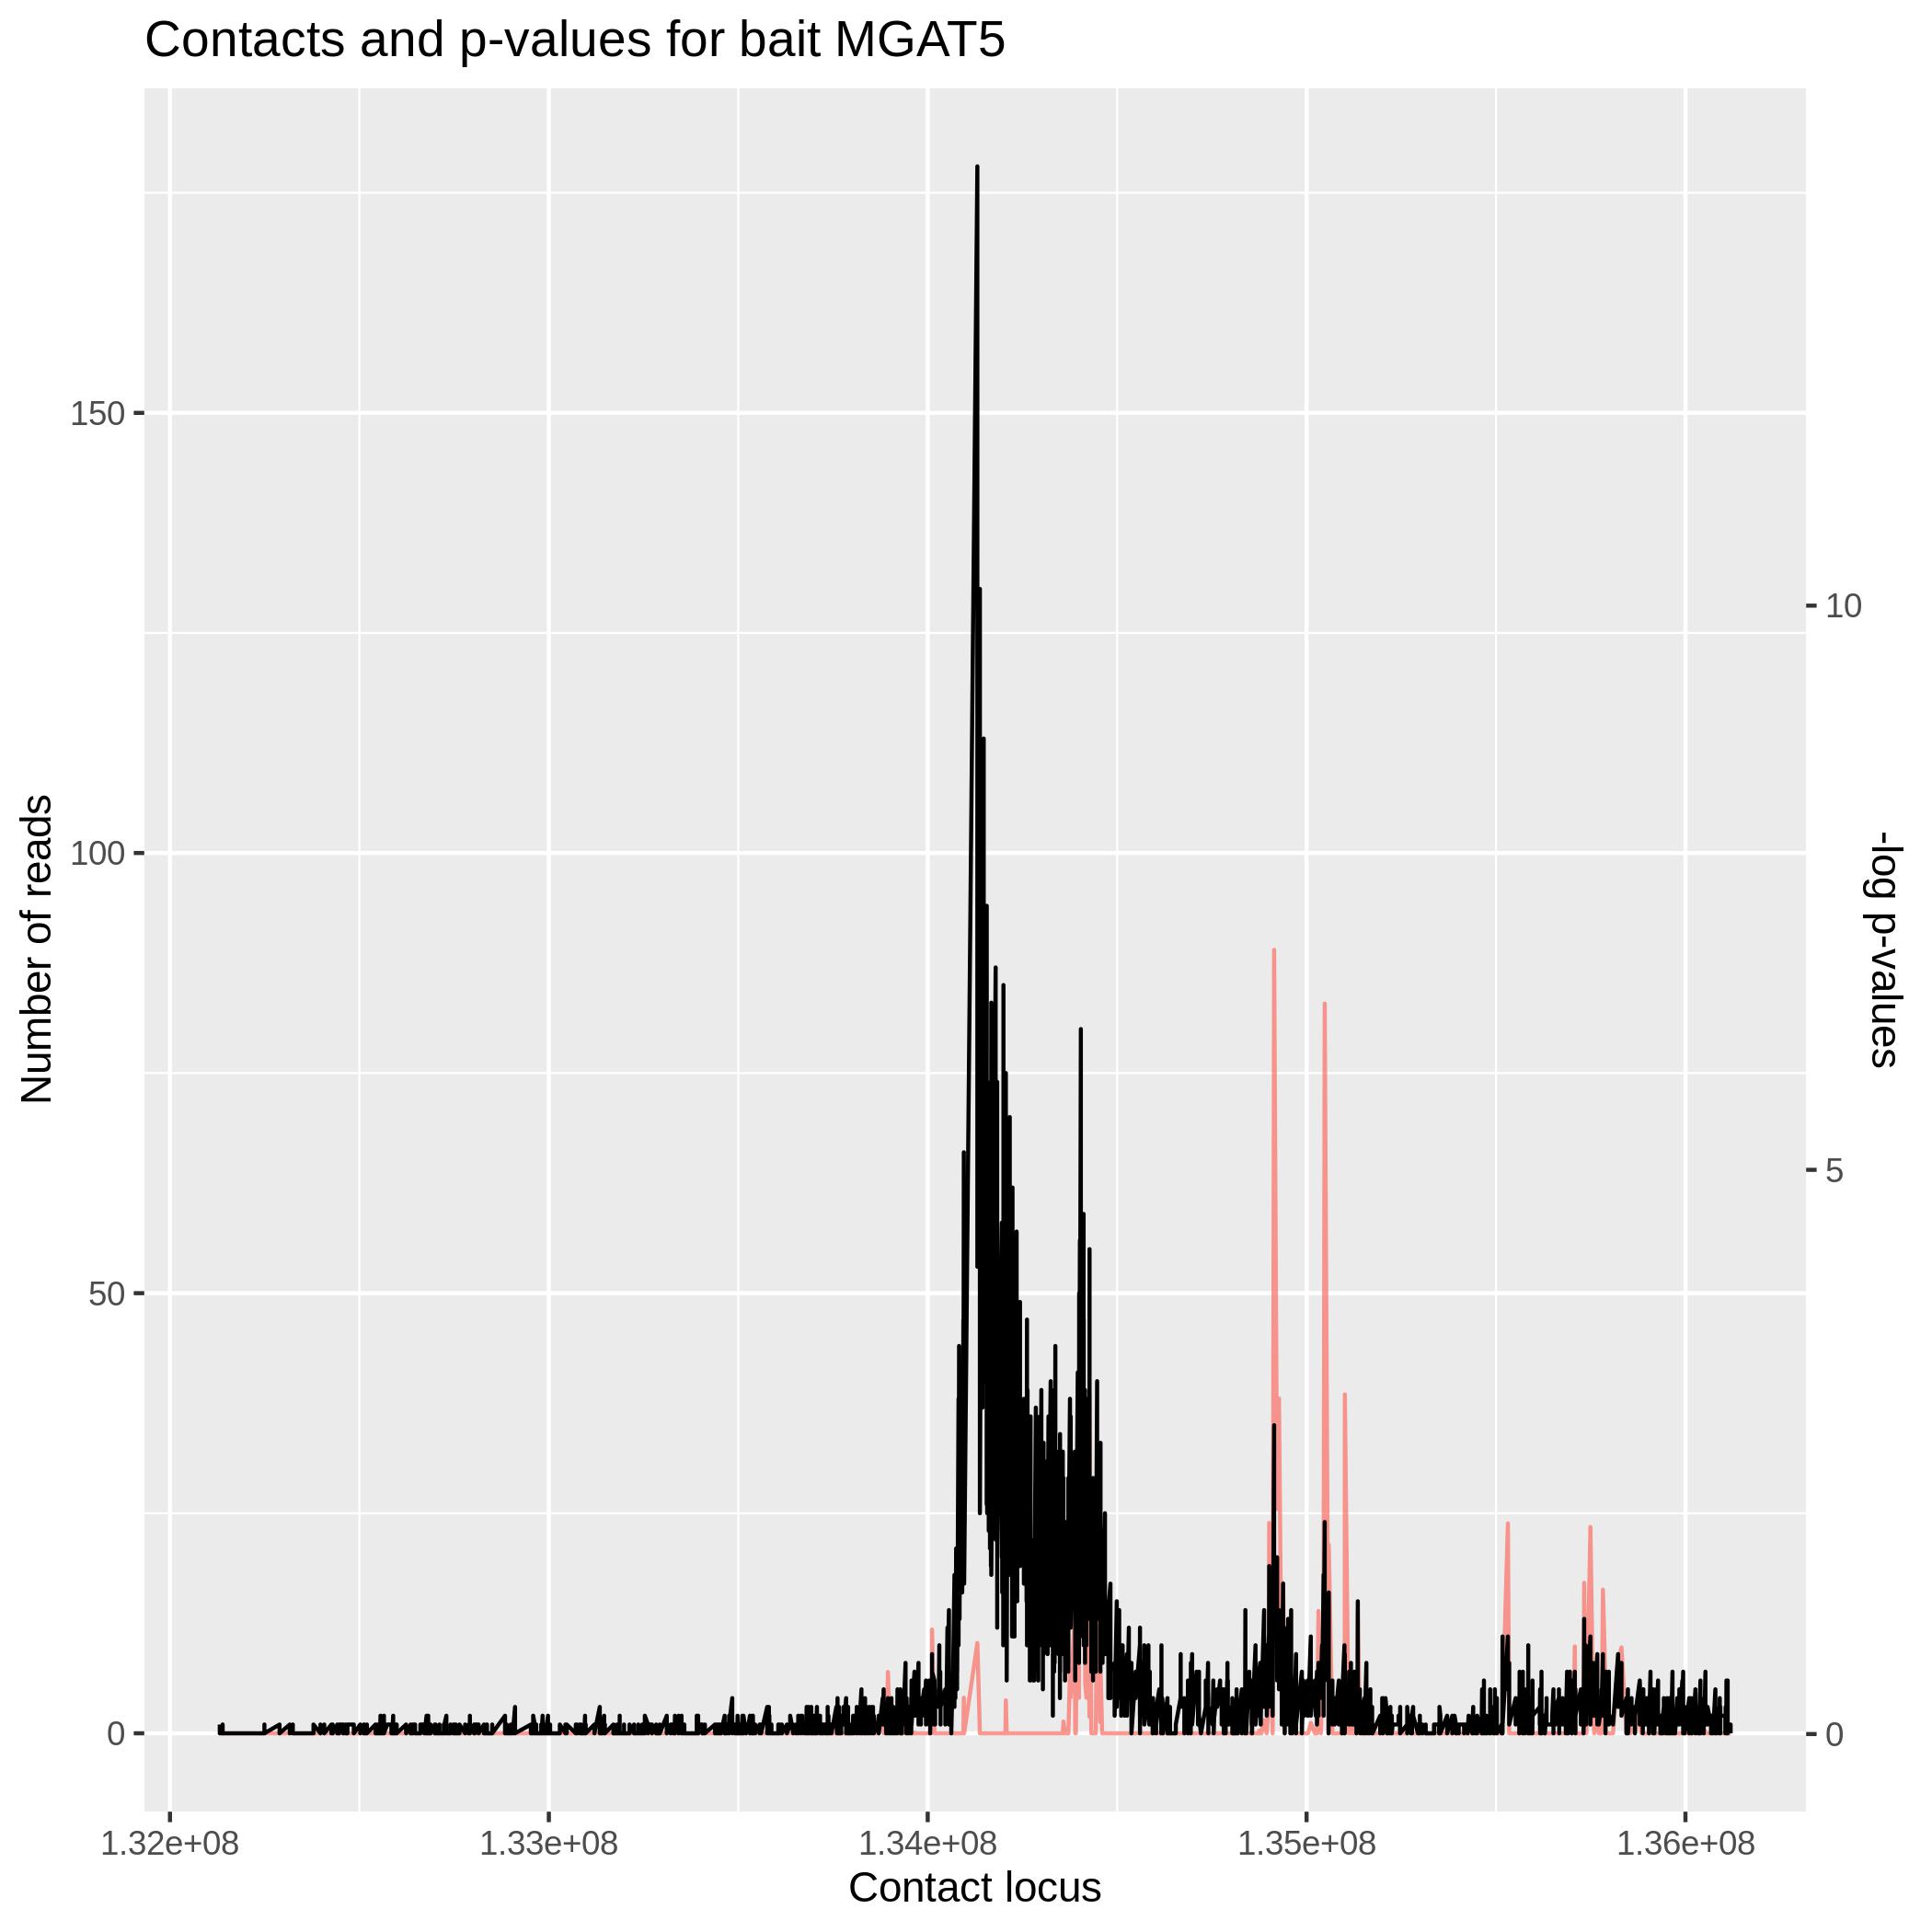 Contacts and p-values for bait MGAT5
Number of reads
150
100
50
0
10
5
0
-log p-values
1.32e+08
1.33e+08
1.34e+08
1.35e+08
1.36e+08
Contact locus